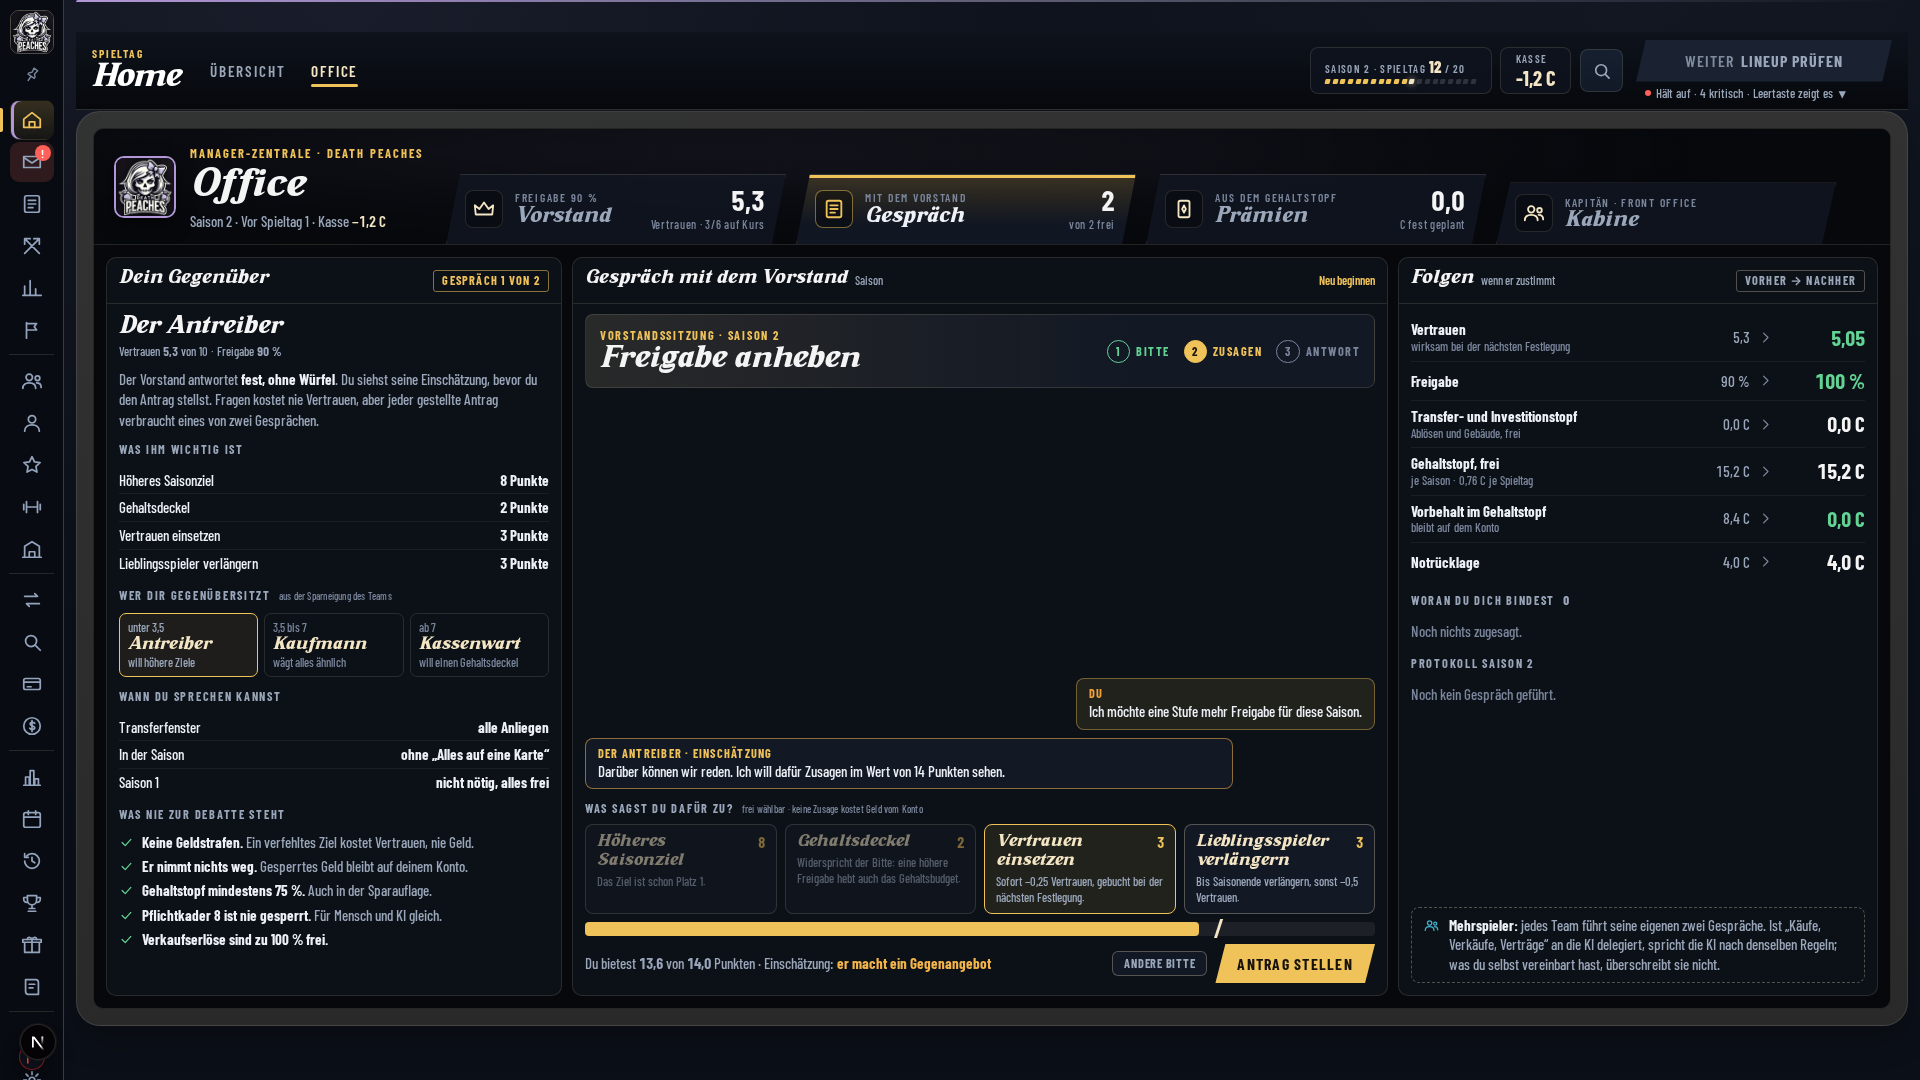 SPIELTAG
Home
ÜBERSICHT
OFFICE
SAISON 2 · SPIELTAG 12 / 20
KASSE
-1,2 C
WEITER LINEUP PRÜFEN
Hält auf · 4 kritisch · Leertaste zeigt es ▼
PEACHES
MANAGER-ZENTRALE · DEATH PEACHES
Office
Saison 2 · Vor Spieltag 1 · Kasse −1,2 C
FREIGABE 90 %
Vorstand
5,3
Vertrauen · 3/6 auf Kurs
MIT DEM VORSTAND
Gespräch
2
von 2 frei
AUS DEM GEHALTSTOPF
Prämien
0,0
C fest geplant
KAPITÄN · FRONT OFFICE
Kabine
Dein Gegenüber
GESPRÄCH 1 VON 2
Der Antreiber
Vertrauen 5,3 von 10 · Freigabe 90 %
Der Vorstand antwortet fest, ohne Würfel. Du siehst seine Einschätzung, bevor du
den Antrag stellst. Fragen kostet nie Vertrauen, aber jeder gestellte Antrag
verbraucht eines von zwei Gesprächen.
WAS IHM WICHTIG IST
Höheres Saisonziel 8 Punkte
Gehaltsdeckel 2 Punkte
Vertrauen einsetzen 3 Punkte
Lieblingsspieler verlängern 3 Punkte
WER DIR GEGENÜBERSITZT aus der Sparneigung des Teams
unter 3,5
Antreiber
will höhere Ziele
3,5 bis 7
Kaufmann
wägt alles ähnlich
ab 7
Kassenwart
will einen Gehaltsdeckel
WANN DU SPRECHEN KANNST
Transferfenster alle Anliegen
In der Saison ohne „Alles auf eine Karte“
Saison 1 nicht nötig, alles frei
WAS NIE ZUR DEBATTE STEHT
Keine Geldstrafen. Ein verfehltes Ziel kostet Vertrauen, nie Geld.
Er nimmt nichts weg. Gesperrtes Geld bleibt auf deinem Konto.
Gehaltstopf mindestens 75 %. Auch in der Sparauflage.
Pflichtkader 8 ist nie gesperrt. Für Mensch und KI gleich.
Verkaufserlöse sind zu 100 % frei.
Gespräch mit dem Vorstand Saison
Neu beginnen
VORSTANDSSITZUNG · SAISON 2
Freigabe anheben
1 BITTE
2 ZUSAGEN
3 ANTWORT
DU
Ich möchte eine Stufe mehr Freigabe für diese Saison.
DER ANTREIBER · EINSCHÄTZUNG
Darüber können wir reden. Ich will dafür Zusagen im Wert von 14 Punkten sehen.
WAS SAGST DU DAFÜR ZU? frei wählbar · keine Zusage kostet Geld vom Konto
Höheres Saisonziel 8
Das Ziel ist schon Platz 1.
Gehaltsdeckel 2
Widerspricht der Bitte: eine höhere
Freigabe hebt auch das Gehaltsbudget.
Vertrauen einsetzen 3
Sofort −0,25 Vertrauen, gebucht bei der
nächsten Festlegung.
Lieblingsspieler verlängern 3
Bis Saisonende verlängern, sonst −0,5
Vertrauen.
Du bietest 13,6 von 14,0 Punkten · Einschätzung: er macht ein Gegenangebot
ANDERE BITTE
ANTRAG STELLEN
Folgen wenn er zustimmt
VORHER → NACHHER
Vertrauen 5,3 5,05
wirksam bei der nächsten Festlegung
Freigabe 90 % 100 %
Transfer- und Investitionstopf 0,0 C 0,0 C
Ablösen und Gebäude, frei
Gehaltstopf, frei 15,2 C 15,2 C
je Saison · 0,76 C je Spieltag
Vorbehalt im Gehaltstopf 8,4 C 0,0 C
bleibt auf dem Konto
Notrücklage 4,0 C 4,0 C
WORAN DU DICH BINDEST 0
Noch nichts zugesagt.
PROTOKOLL SAISON 2
Noch kein Gespräch geführt.
Mehrspieler: jedes Team führt seine eigenen zwei Gespräche. Ist „Käufe,
Verkäufe, Verträge“ an die KI delegiert, spricht die KI nach denselben Regeln;
was du selbst vereinbart hast, überschreibt sie nicht.
N